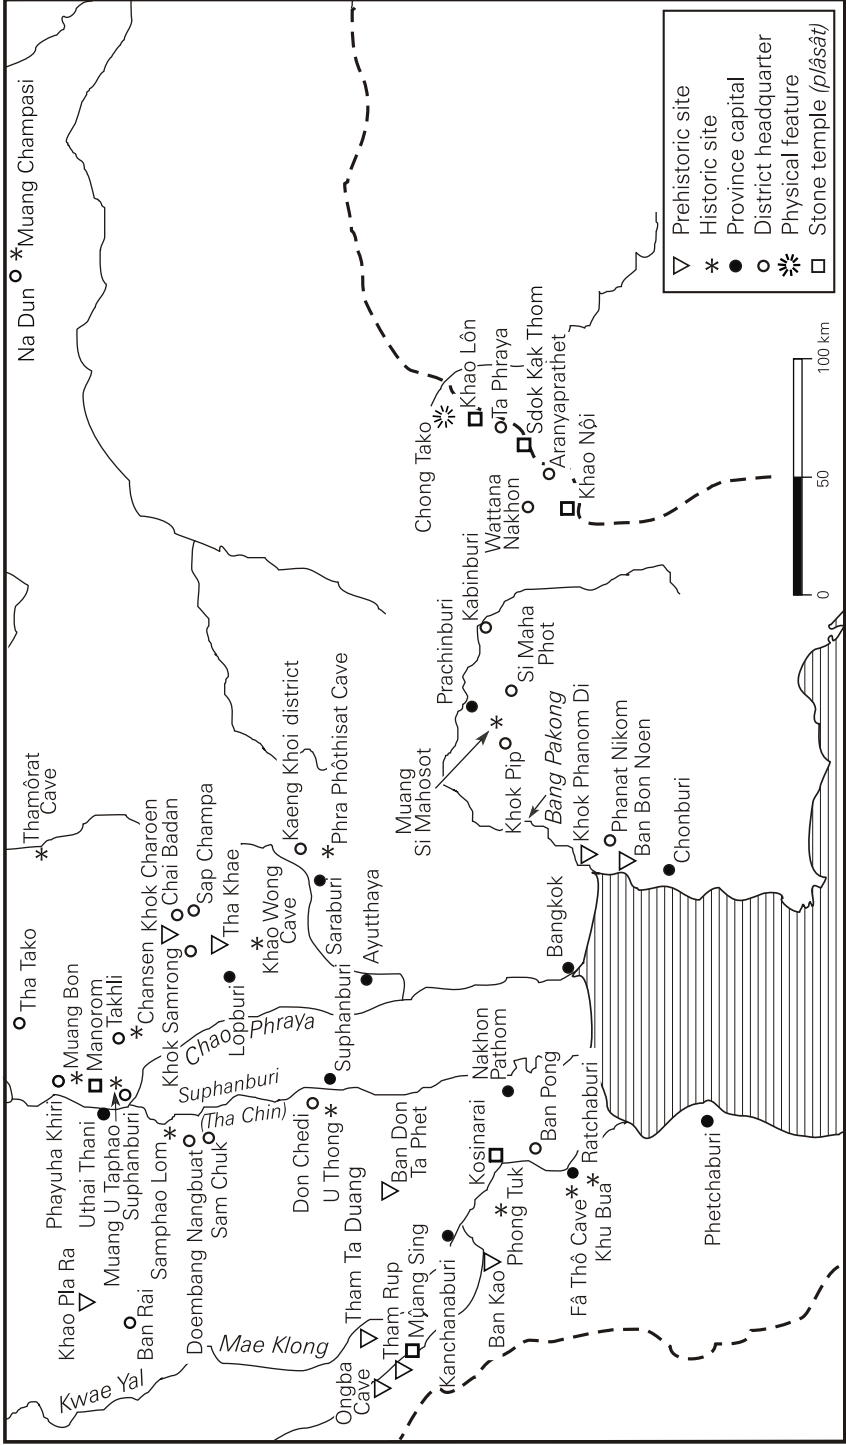 Na Dun
Muang Champasi
Thamôrat
Cave
Tha Tako
Muang Bon
Manorom
Takhli
Chansen
Khok Charoen
Chai Badan
Sap Champa
Tha Khae
Khao Wong
Cave
Kaeng Khoi district
Phra Phôthisat Cave
Saraburi
Ayutthaya
Khok Samrong
Lopburi
Chao Phraya
Suphanburi
(Tha Chin)
Suphanburi
Phayuha Khiri
Uthai Thani
Muang U Taphao
Suphanburi
Samphao Lom
Doembang Nangbuat
Sam Chuk
Khao Pla Ra
Ban Rai
Kwae Yai
Mae Klong
Don Chedi
U Thong
Tham Ta Duang
Ban Don
Ta Phet
Tham Rup
Muang Sing
Ongba
Cave
Kanchanaburi
Ban Kao
Phong Tuk
Kosinarai
Nakhon
Pathom
Ban Pong
Ratchaburi
Fâ Thô Cave
Khu Bua
Phetchaburi
Bangkok
Chonburi
Ban Bon Noen
Phanat Nikom
Khok Phanom Di
Bang Pakong
Khok Pip
Muang
Si Mahosot
Si Maha
Phot
Prachinburi
Kabinburi
Wattana
Nakhon
Chong Tako
Khao Lôn
Ta Phraya
Sdok Kak Thom
Aranyaprathet
Khao Nội
0
50
100 km
Prehistoric site
Historic site
Province capital
District headquarter
Physical feature
Stone temple (plâsât)